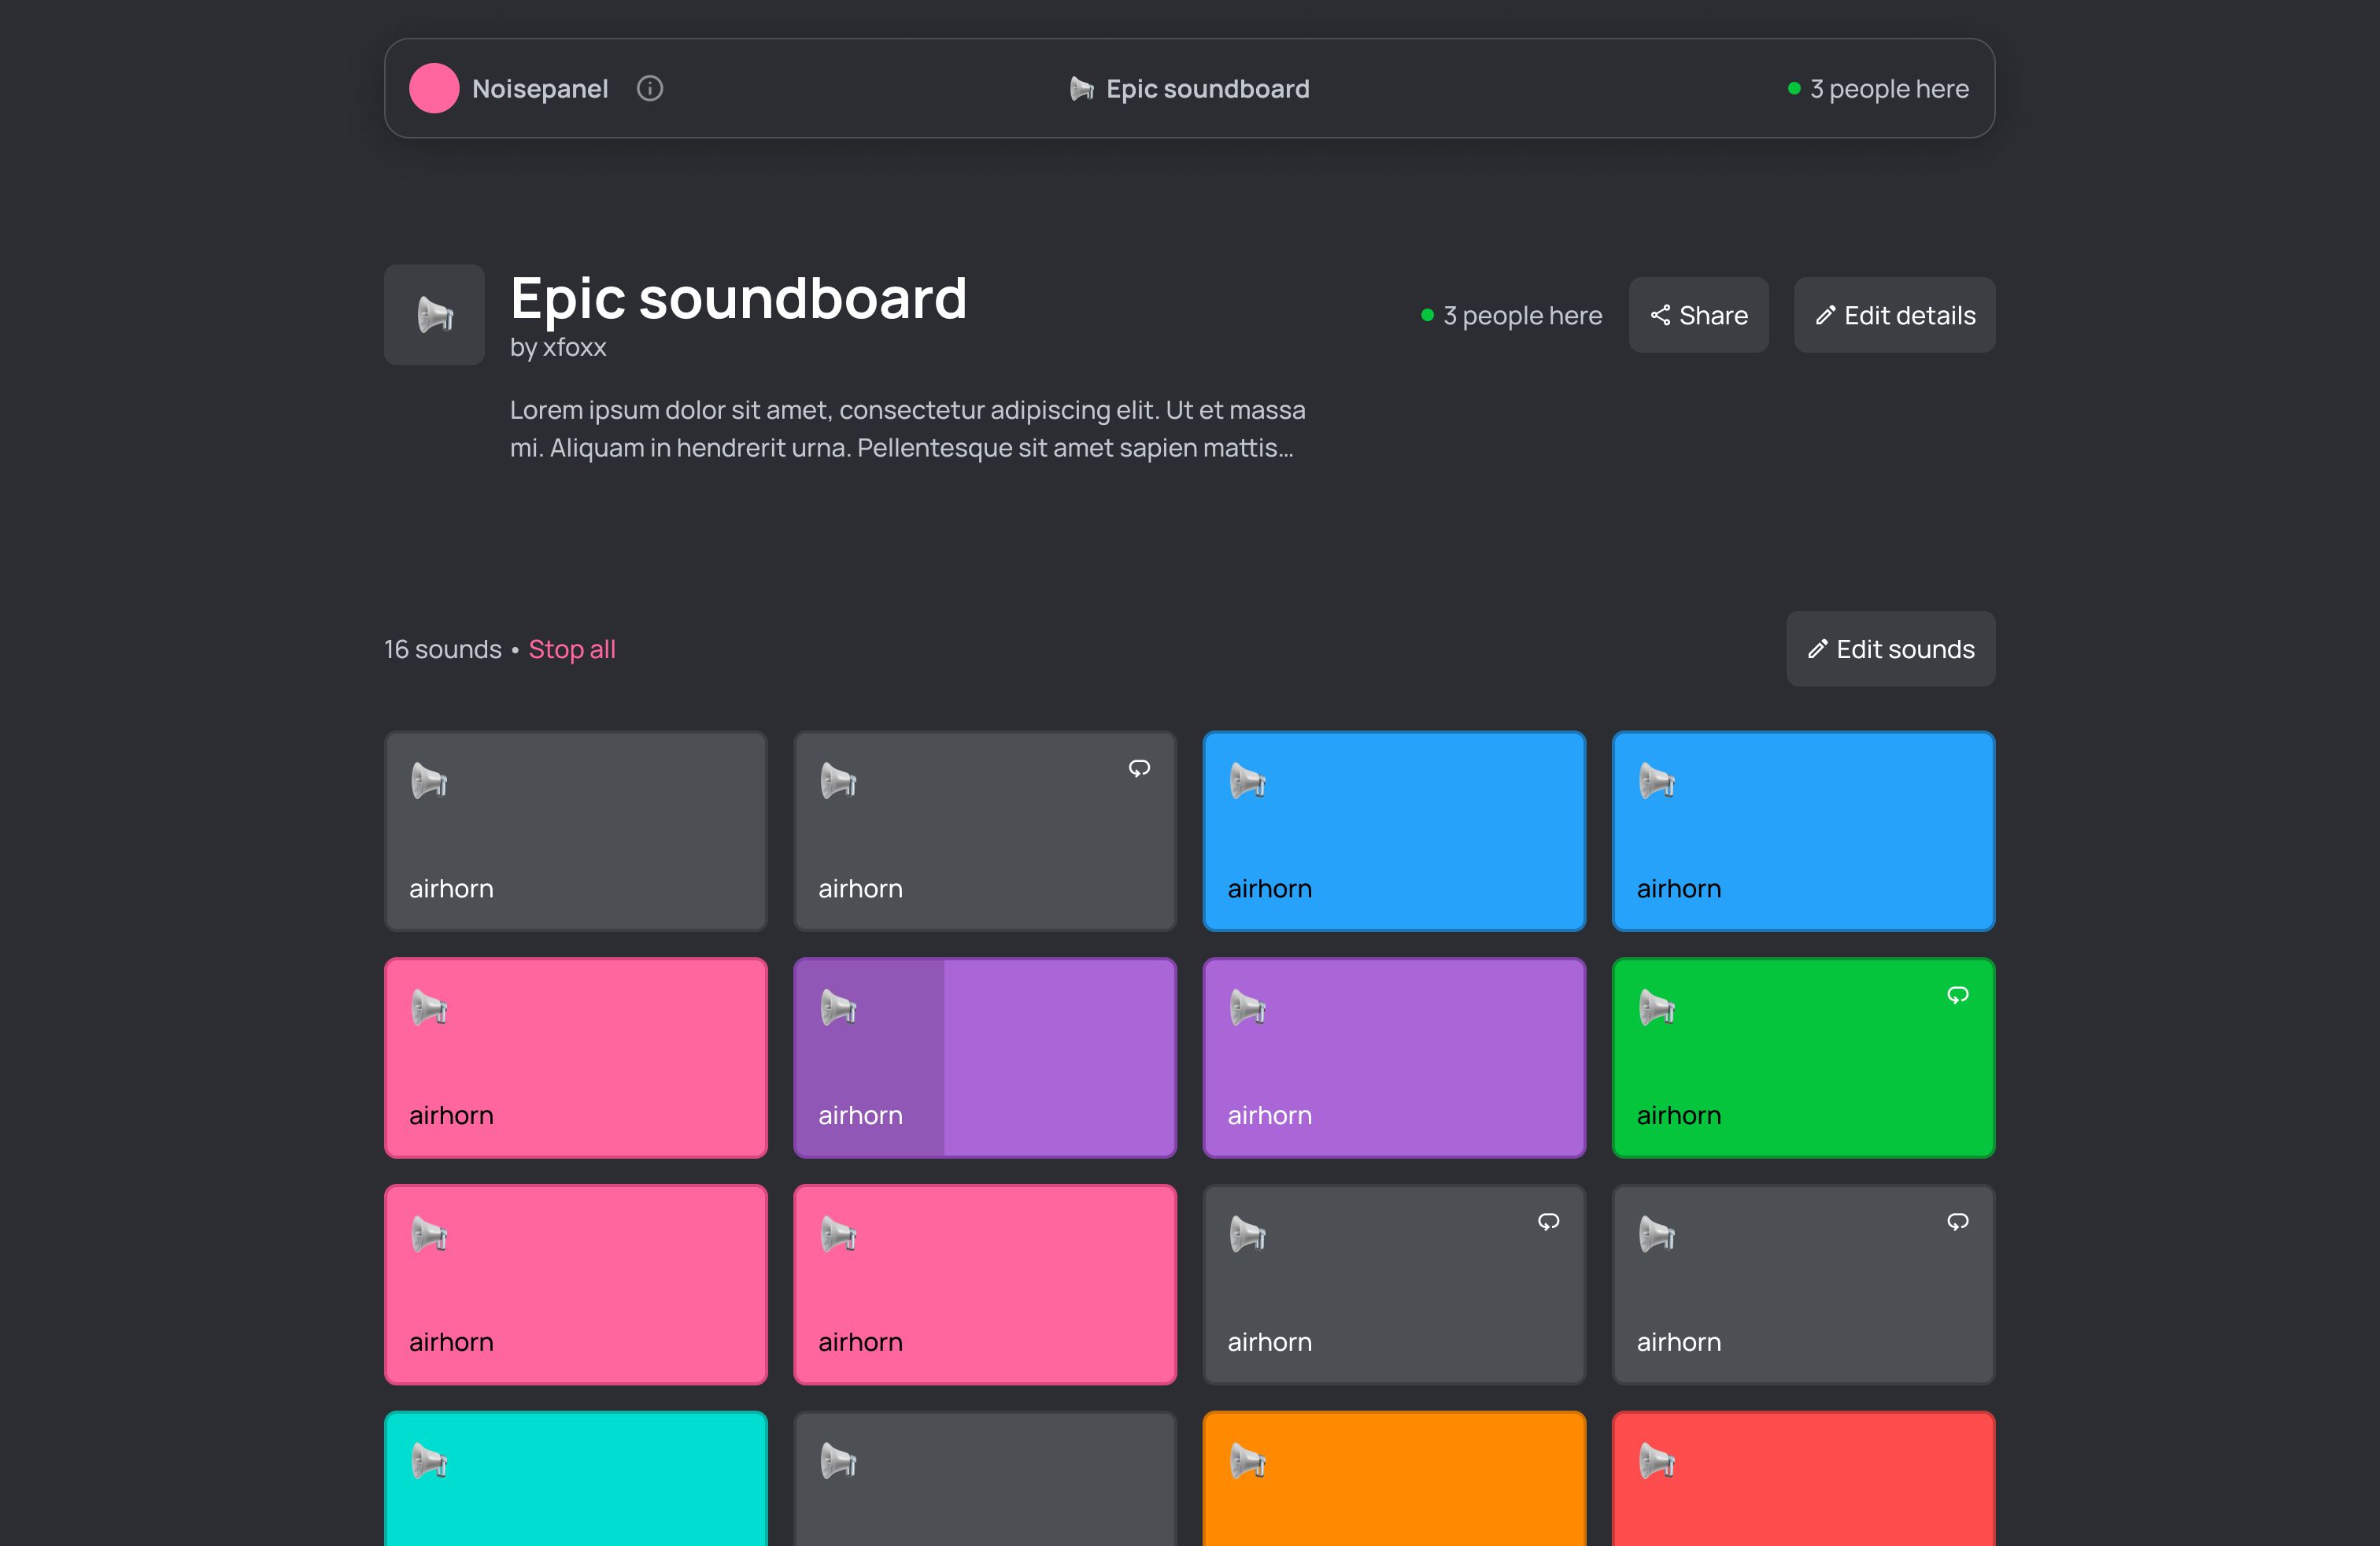 Noisepanel
Epic soundboard
3 people here
Epic soundboard
by xfoxx
3 people here
Share
Edit details
Lorem ipsum dolor sit amet, consectetur adipiscing elit. Ut et massa
mi. Aliquam in hendrerit urna. Pellentesque sit amet sapien mattis…
16 sounds • Stop all
Edit sounds
airhorn
airhorn
airhorn
airhorn
airhorn
airhorn
airhorn
airhorn
airhorn
airhorn
airhorn
airhorn